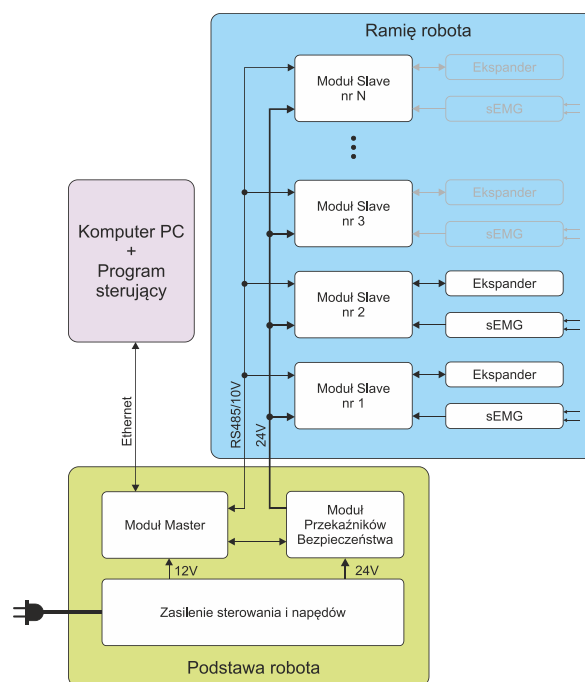 Ramię robota
Moduł Slave
nr N
Ekspander
sEMG
Moduł Slave
nr 3
Ekspander
sEMG
Komputer PC
+
Program
sterujący
Moduł Slave
nr 2
Ekspander
sEMG
Moduł Slave
nr 1
Ekspander
sEMG
Ethernet
RS485/10V
24V
Moduł Master
Moduł
Przekaźników
Bezpieczeństwa
12V
24V
Zasilenie sterowania i napędów
Podstawa robota